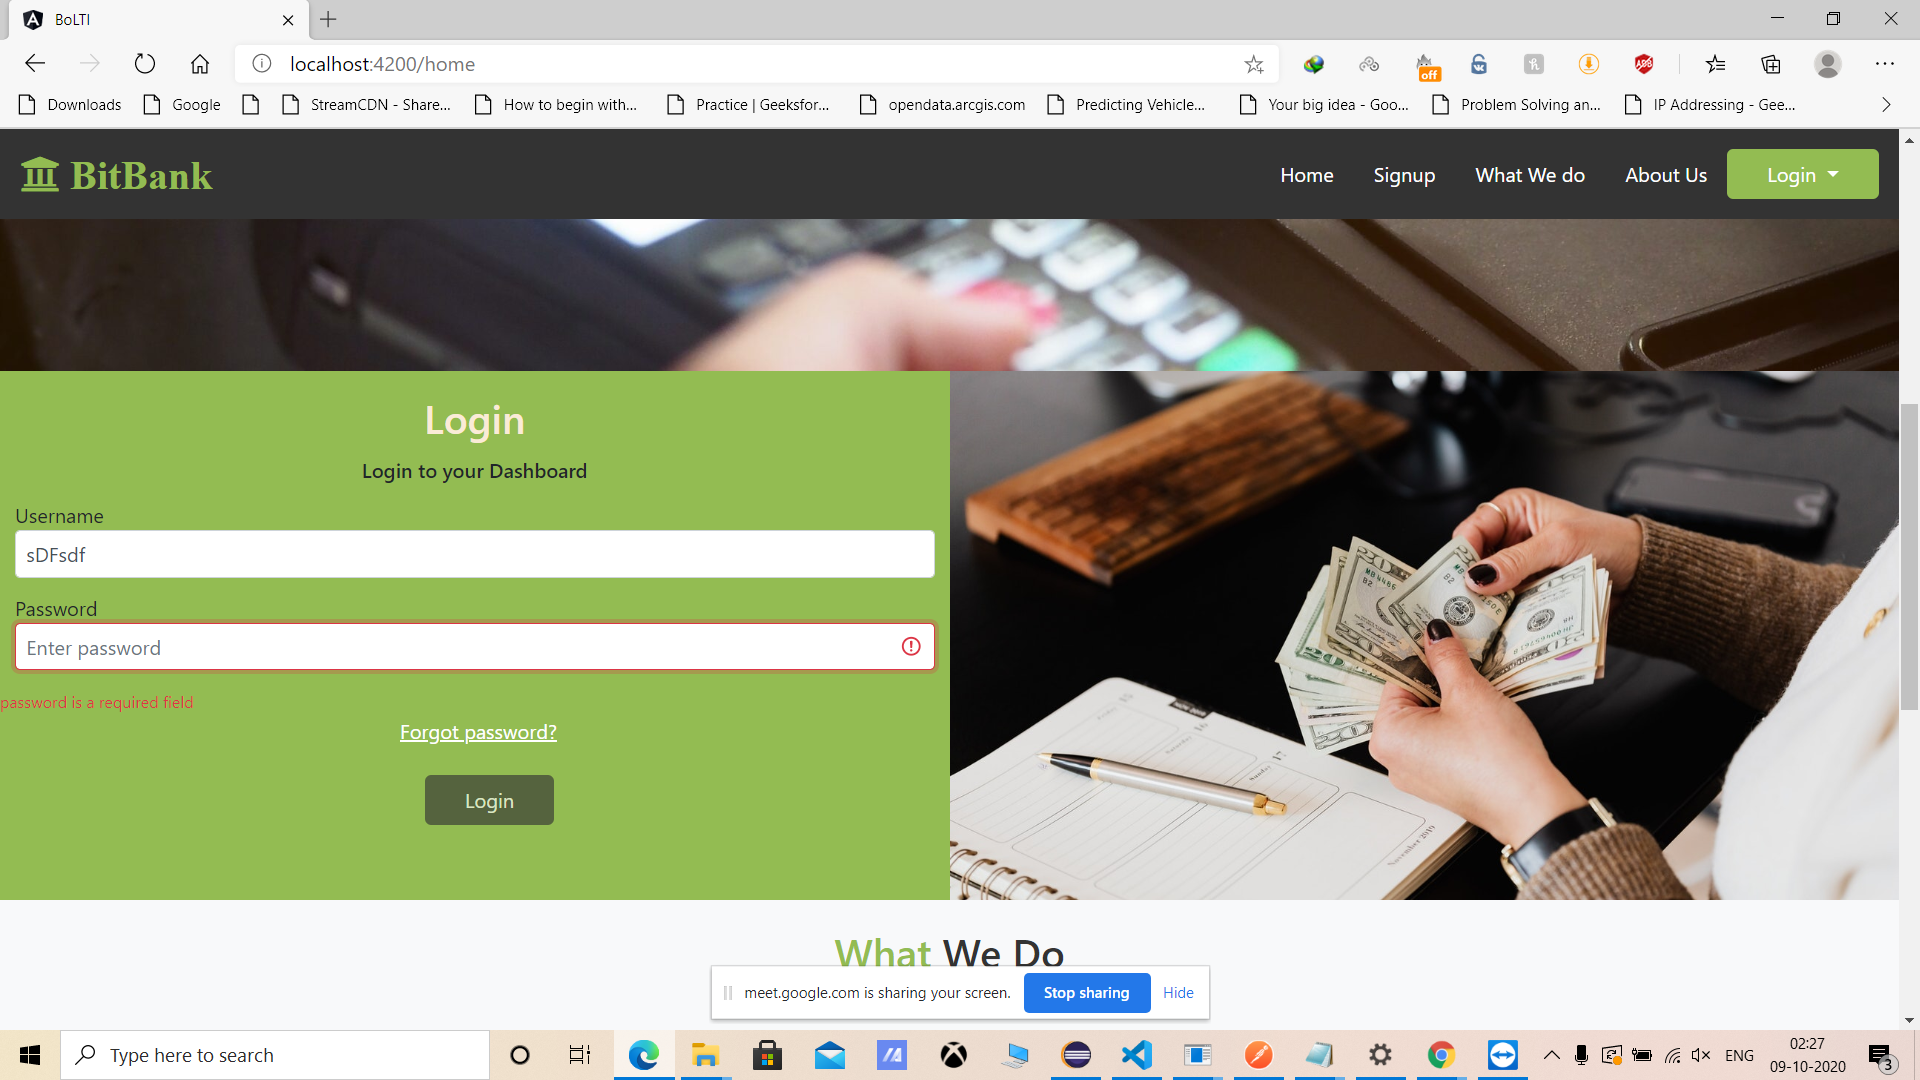 BoLTI
localhost:4200/home
off
Downloads
Google
StreamCDN - Share...
How to begin with...
Practice | Geeksfor...
opendata.arcgis.com
Predicting Vehicle...
Your big idea - Goo...
Problem Solving an...
IP Addressing - Gee...
BitBank
Home
Signup
What We do
About Us
Login
Login
Login to your Dashboard
Username
sDFsdf
Password
Enter password
password is a required field
Forgot password?
Login
November 2019
What We Do
meet.google.com is sharing your screen.
Stop sharing
Hide
Type here to search
ENG
02:27
09-10-2020
3